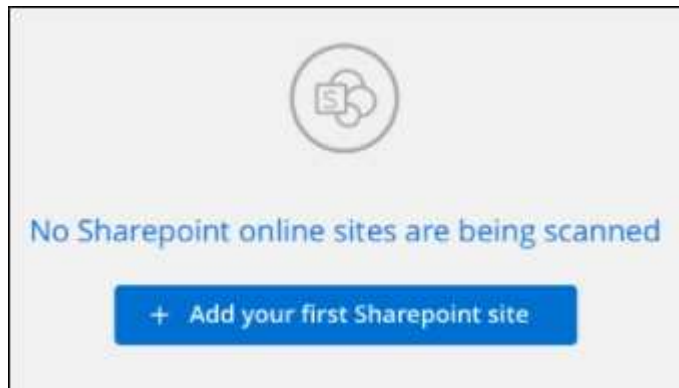 S
No Sharepoint online sites are being scanned
+ Add your first Sharepoint site